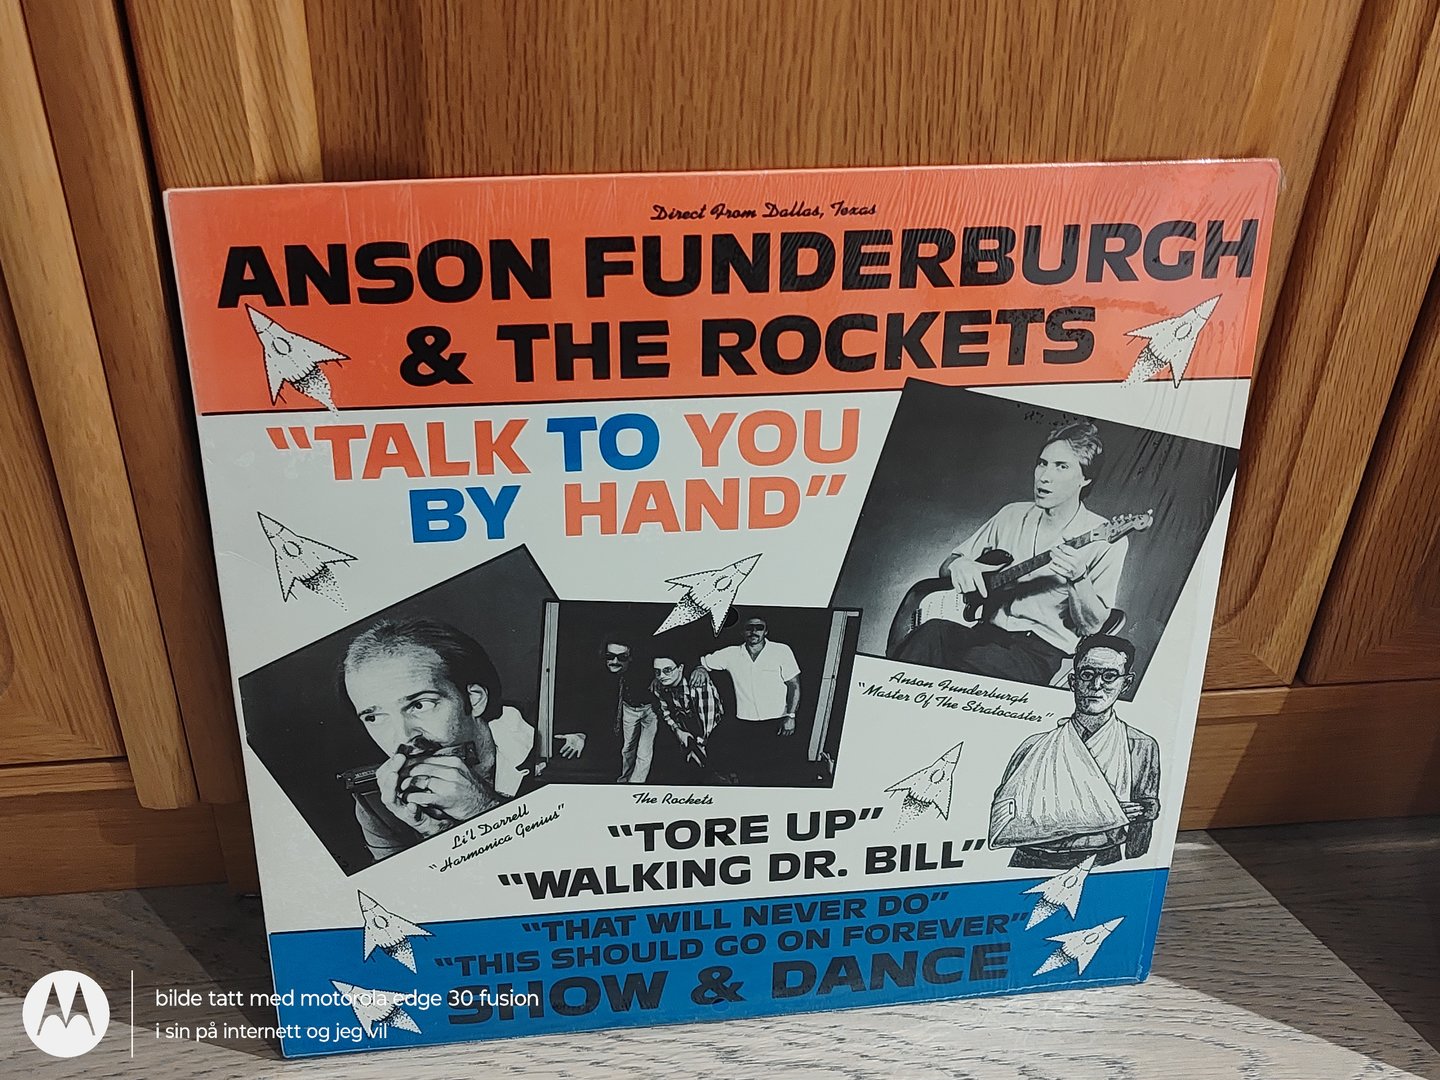 Direct From Dallas, Texas
ANSON FUNDERBURGH
& THE ROCKETS
"TALK TO YOU
BY HAND"
Anson Funderburgh
"Master Of The Stratocaster"
The Rockets
Li'l Darrell
"Harmonica Genius"
"TORE UP"
"WALKING DR. BILL"
"THAT WILL NEVER DO"
"THIS SHOULD GO ON FOREVER"
SHOW & DANCE
bilde tatt med motorola edge 30 fusion
i sin på internett og jeg vil